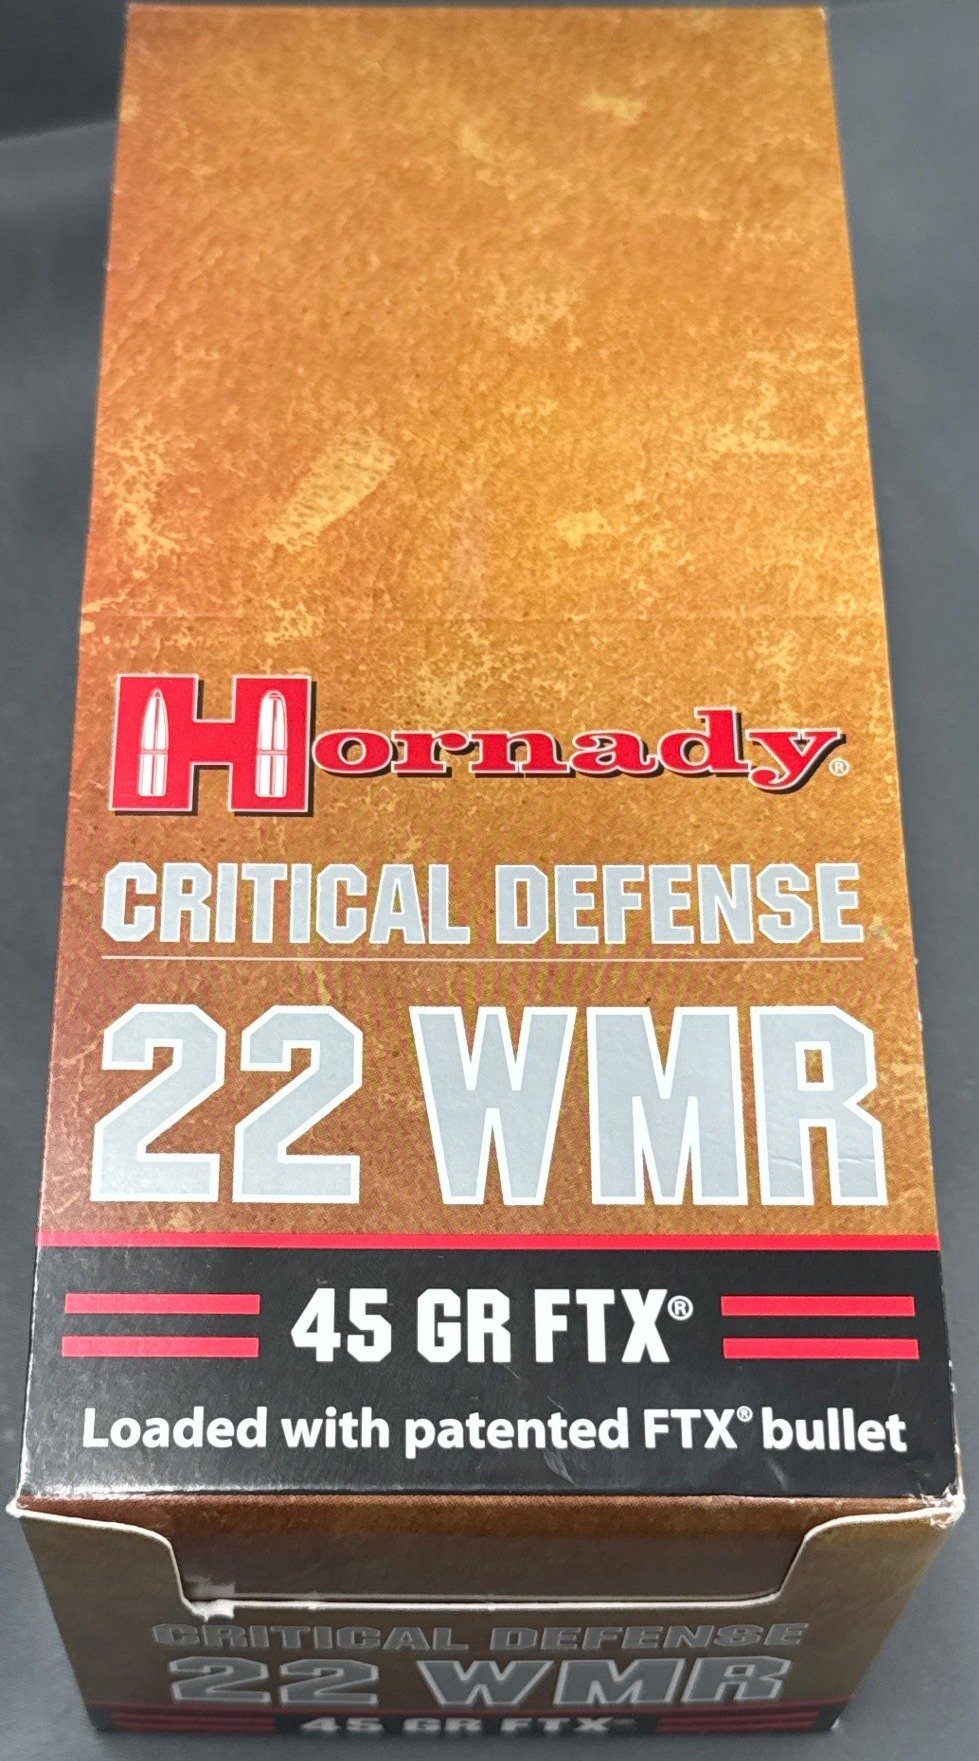 Hornady®
CRITICAL DEFENSE
22 WMR
45 GR FTX®
Loaded with patented FTX® bullet
CRITICAL DEFENSE
22 WMR
45 GR FTX®